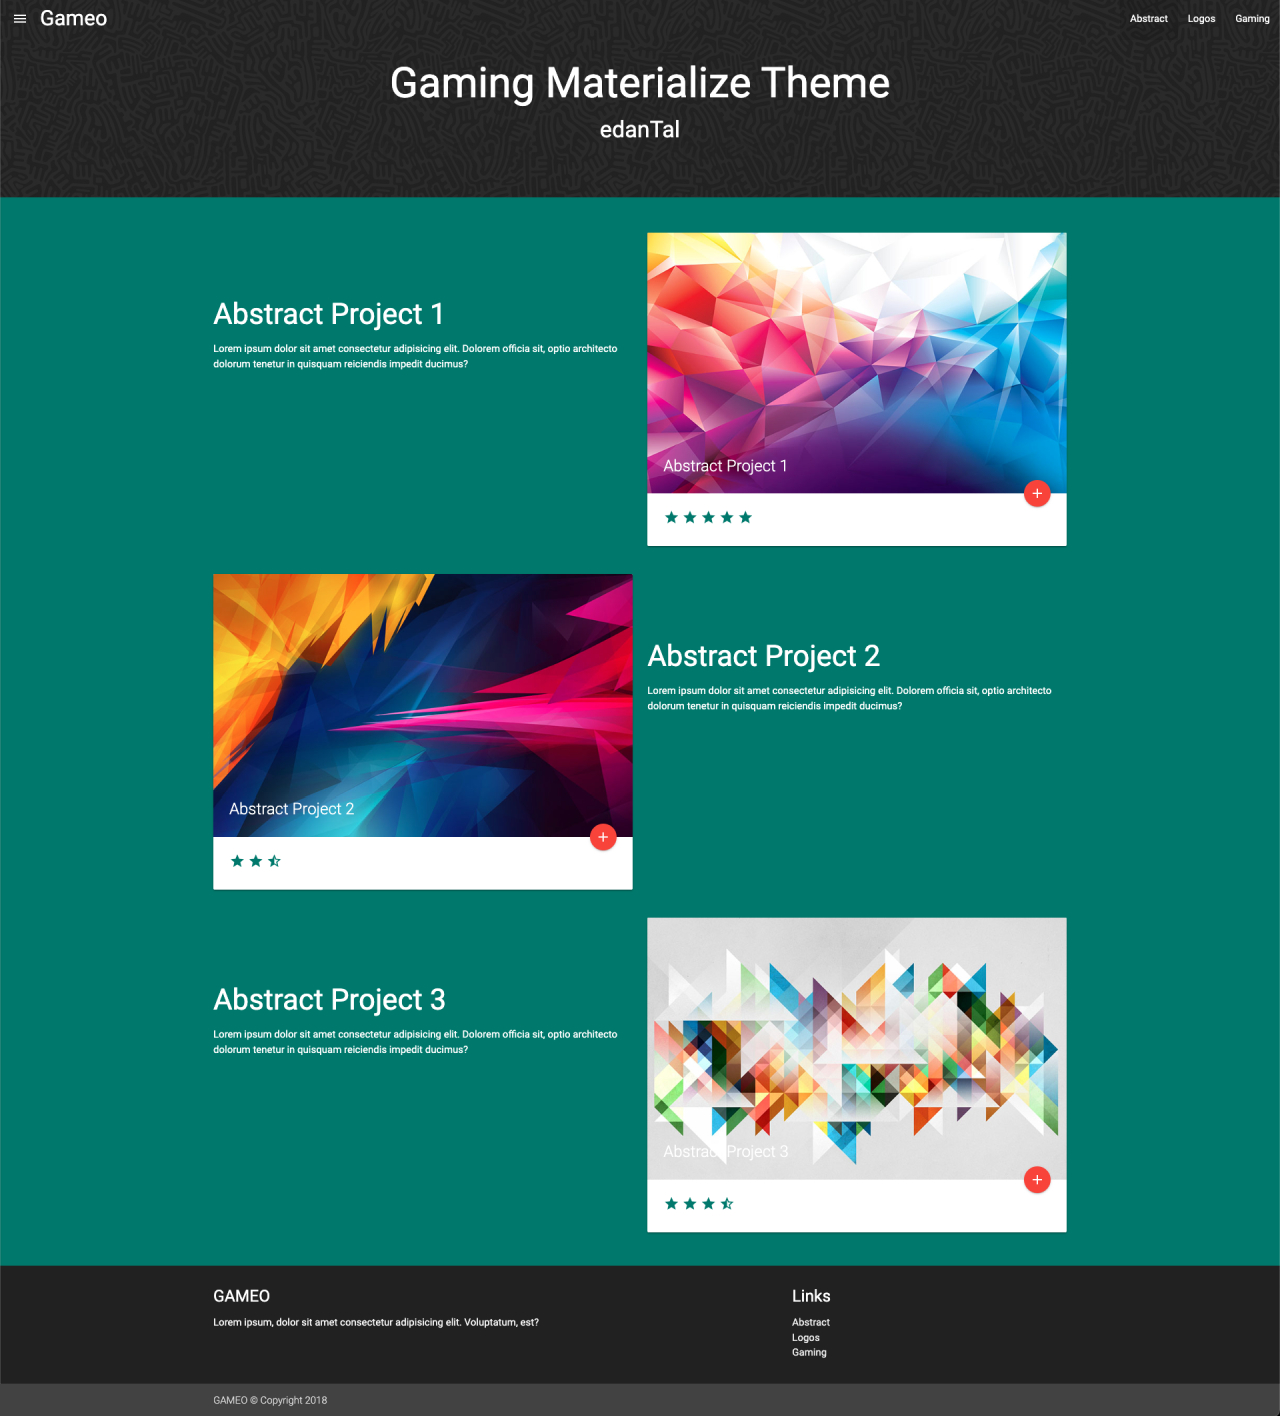 Gameo
Abstract Logos Gaming
Gaming Materialize Theme
edanTal
Abstract Project 1
Lorem ipsum dolor sit amet consectetur adipisicing elit. Dolorem officia sit, optio architecto
dolorum tenetur in quisquam reiciendis impedit ducimus?
Abstract Project 1
Abstract Project 2
Abstract Project 2
Lorem ipsum dolor sit amet consectetur adipisicing elit. Dolorem officia sit, optio architecto
dolorum tenetur in quisquam reiciendis impedit ducimus?
Abstract Project 3
Lorem ipsum dolor sit amet consectetur adipisicing elit. Dolorem officia sit, optio architecto
dolorum tenetur in quisquam reiciendis impedit ducimus?
Abstract Project 3
GAMEO
Lorem ipsum, dolor sit amet consectetur adipisicing elit. Voluptatum, est?
Links
Abstract
Logos
Gaming
GAMEO © Copyright 2018